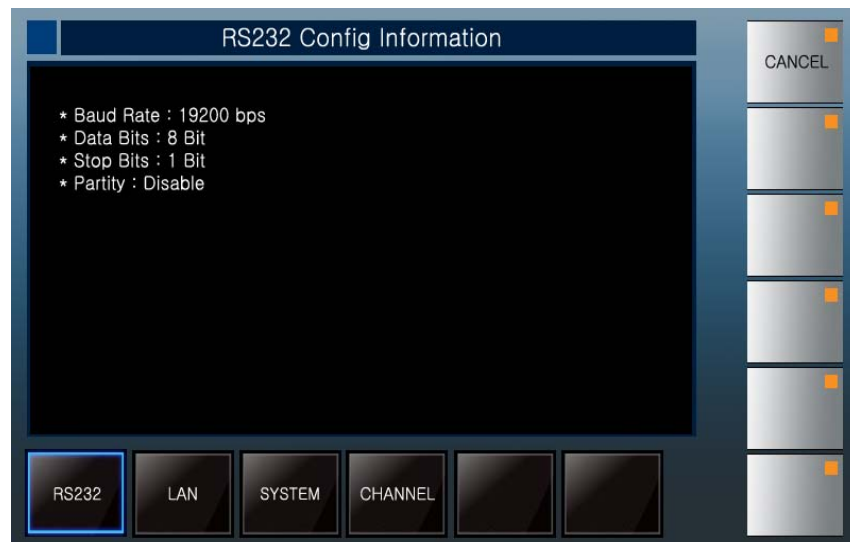 RS232 Config Information
CANCEL
* Baud Rate : 19200 bps
* Data Bits : 8 Bit
* Stop Bits : 1 Bit
* Partity : Disable
RS232
LAN
SYSTEM
CHANNEL